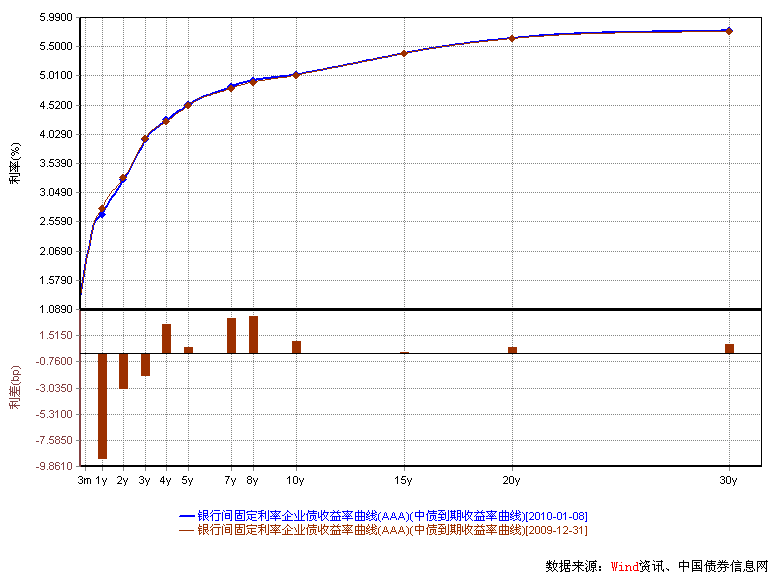 5.9900
5.5000
5.0100
4.5200
4.0290
3.5390
3.0490
2.5590
2.0690
1.5790
1.0890
利率(%)
1.5150
-0.7600
-3.0350
-5.3100
-7.5850
-9.8610
利差(bp)
3m 1y 2y 3y 4y 5y 7y 8y 10y 15y 20y 30y
银行间固定利率企业债收益率曲线(AAA)(中债到期收益率曲线)[2010-01-08]
银行间固定利率企业债收益率曲线(AAA)(中债到期收益率曲线)[2009-12-31]
数据来源：Wind资讯、中国债券信息网